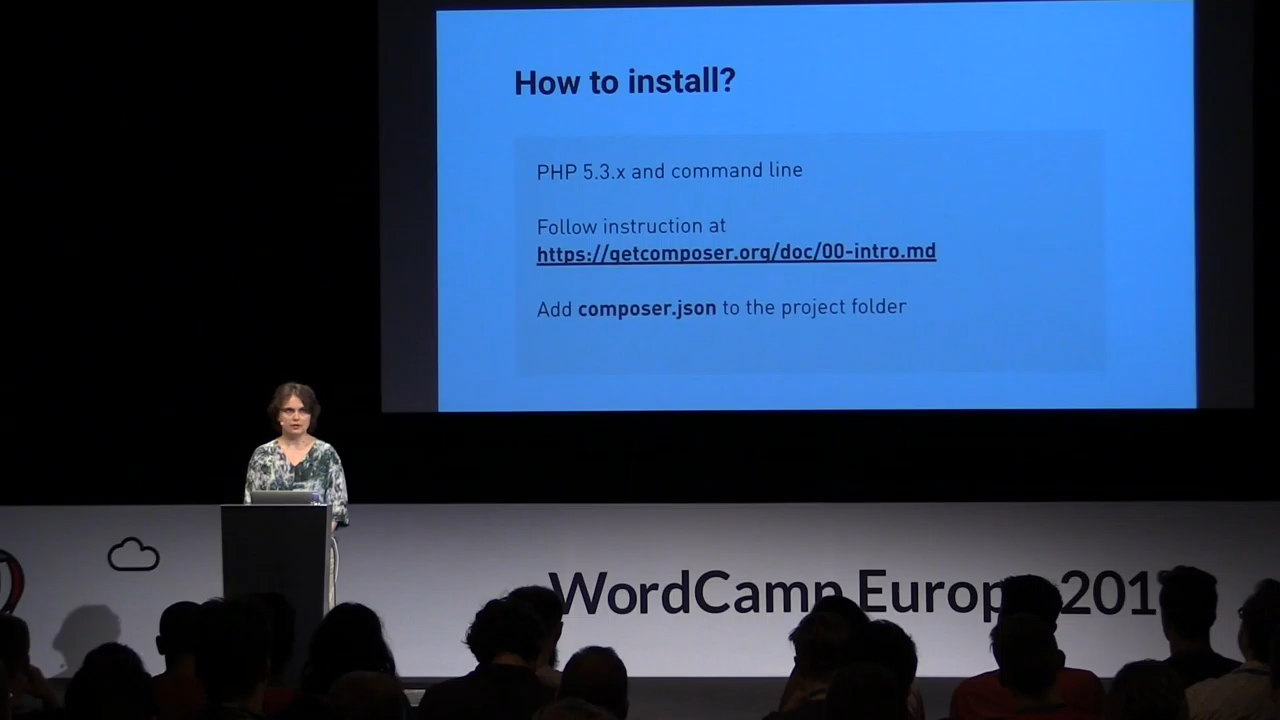 How to install?
PHP 5.3.x and command line
Follow instruction at
https://getcomposer.org/doc/00-intro.md
Add composer.json to the project folder
WordCamp Europe 201